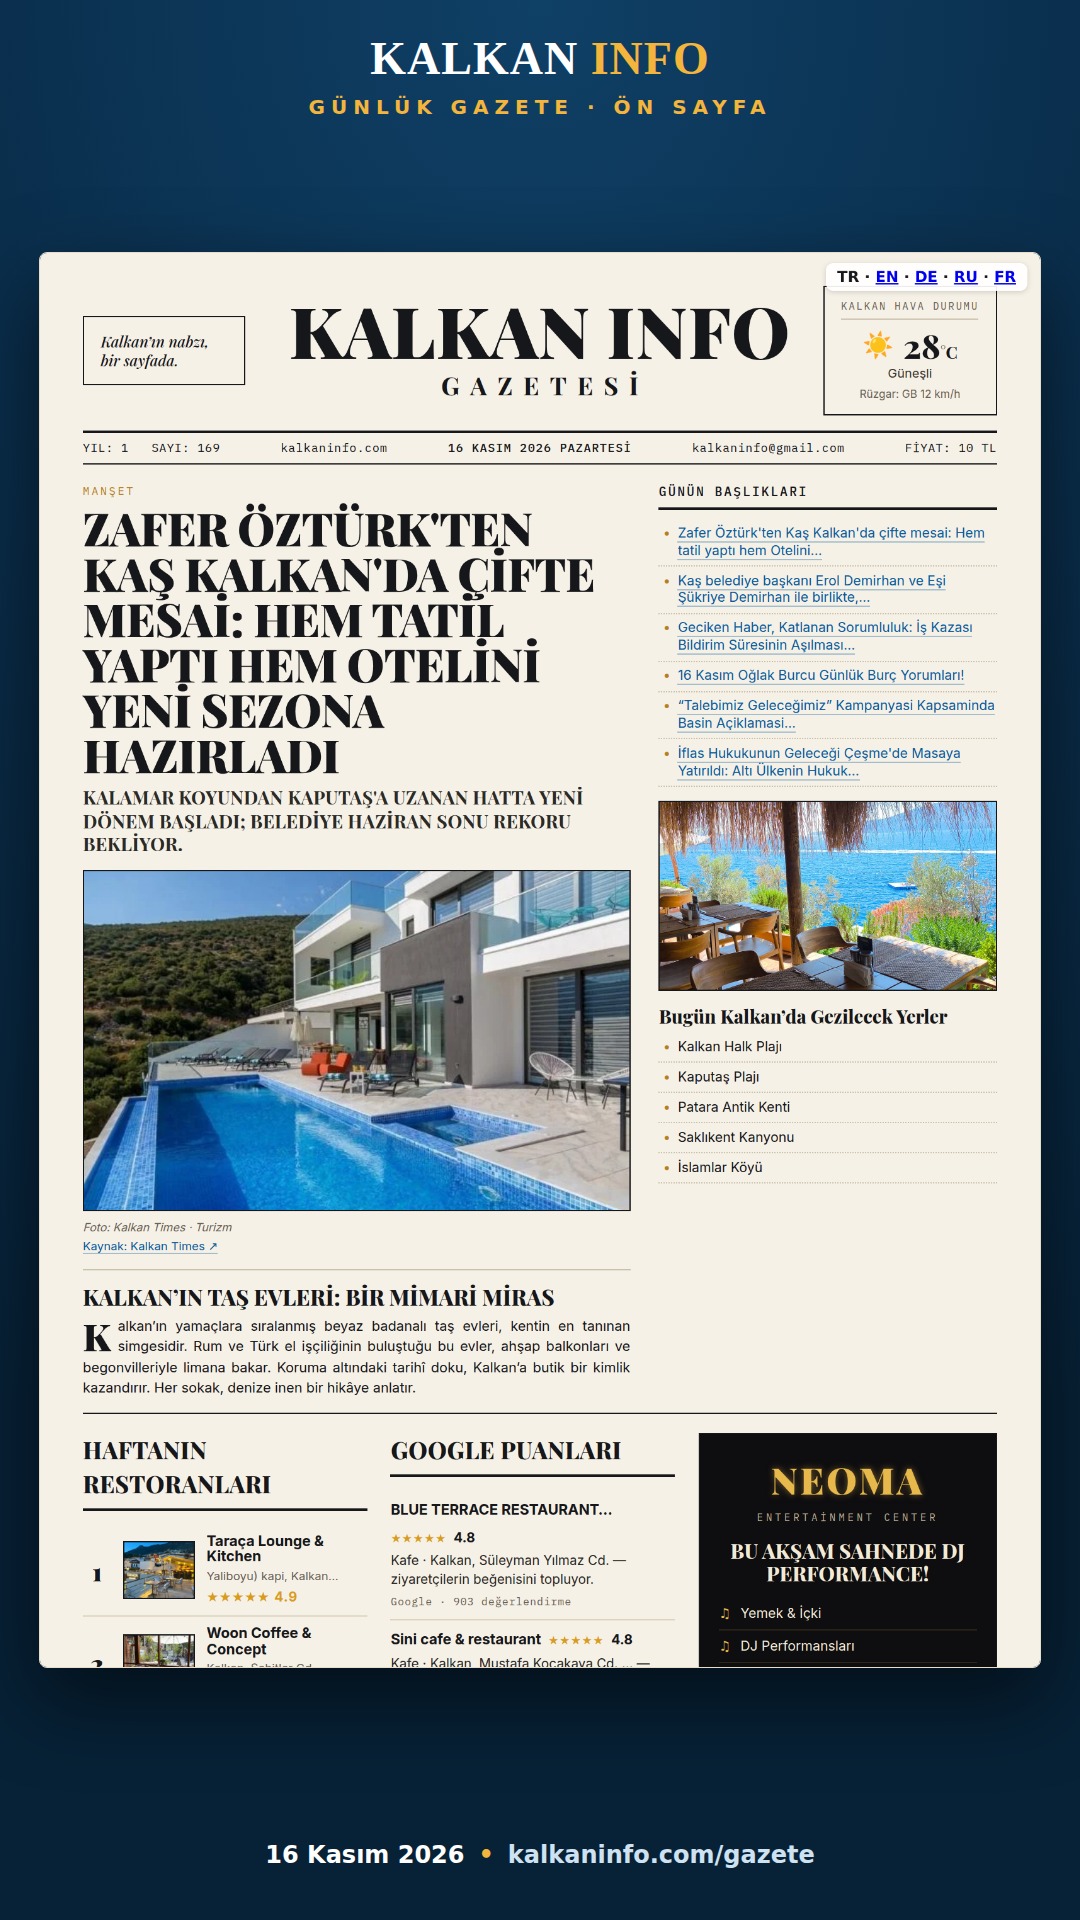 KALKAN INFO
GÜNLÜK GAZETE · ÖN SAYFA
TR · EN · DE · RU · FR
Kalkan’ın nabzı,
bir sayfada.
KALKAN INFO
GAZETESİ
KALKAN HAVA DURUMU
☀️ 28°C
Güneşli
Rüzgar: GB 12 km/h
YIL: 1 SAYI: 169 kalkaninfo.com 16 KASIM 2026 PAZARTESİ kalkaninfo@gmail.com FİYAT: 10 TL
MANŞET
ZAFER ÖZTÜRK'TEN
KAŞ KALKAN'DA ÇİFTE
MESAİ: HEM TATİL
YAPTI HEM OTELİNİ
YENİ SEZONA
HAZIRLADI
KALAMAR KOYUNDAN KAPUTAŞ'A UZANAN HATTA YENİ
DÖNEM BAŞLADI; BELEDİYE HAZİRAN SONU REKORU
BEKLİYOR.
Foto: Kalkan Times · Turizm
Kaynak: Kalkan Times ↗
KALKAN’IN TAŞ EVLERİ: BİR MİMARİ MİRAS
Kalkan’ın yamaçlara sıralanmış beyaz badanalı taş evleri, kentin en tanınan
simgesidir. Rum ve Türk el işçiliğinin buluştuğu bu evler, ahşap balkonları ve
begonvilleriyle limana bakar. Koruma altındaki tarihî doku, Kalkan’a butik bir kimlik
kazandırır. Her sokak, denize inen bir hikâye anlatır.
GÜNÜN BAŞLIKLARI
• Zafer Öztürk'ten Kaş Kalkan'da çifte mesai: Hem
tatil yaptı hem Otelini…
• Kaş belediye başkanı Erol Demirhan ve Eşi
Şükriye Demirhan ile birlikte,…
• Geciken Haber, Katlanan Sorumluluk: İş Kazası
Bildirim Süresinin Aşılması…
• 16 Kasım Oğlak Burcu Günlük Burç Yorumları!
• “Talebimiz Geleceğimiz” Kampanyasi Kapsaminda
Basin Açiklamasi…
• İflas Hukukunun Geleceği Çeşme'de Masaya
Yatırıldı: Altı Ülkenin Hukuk…
Bugün Kalkan’da Gezilecek Yerler
• Kalkan Halk Plajı
• Kaputaş Plajı
• Patara Antik Kenti
• Saklıkent Kanyonu
• İslamlar Köyü
HAFTANIN
RESTORANLARI
1
Taraça Lounge &
Kitchen
Yaliboyu) kapi, Kalkan…
★★★★★ 4.9
Woon Coffee &
Concept
GOOGLE PUANLARI
BLUE TERRACE RESTAURANT…
★★★★★ 4.8
Kafe · Kalkan, Süleyman Yılmaz Cd. —
ziyaretçilerin beğenisini topluyor.
Google · 903 değerlendirme
Sini cafe & restaurant ★★★★★ 4.8
Kafe · Kalkan, Mustafa Kocakaya Cd. … —
NEOMA
ENTERTAİNMENT CENTER
BU AKŞAM SAHNEDE DJ
PERFORMANCE!
♫ Yemek & İçki
♫ DJ Performansları
16 Kasım 2026 • kalkaninfo.com/gazete